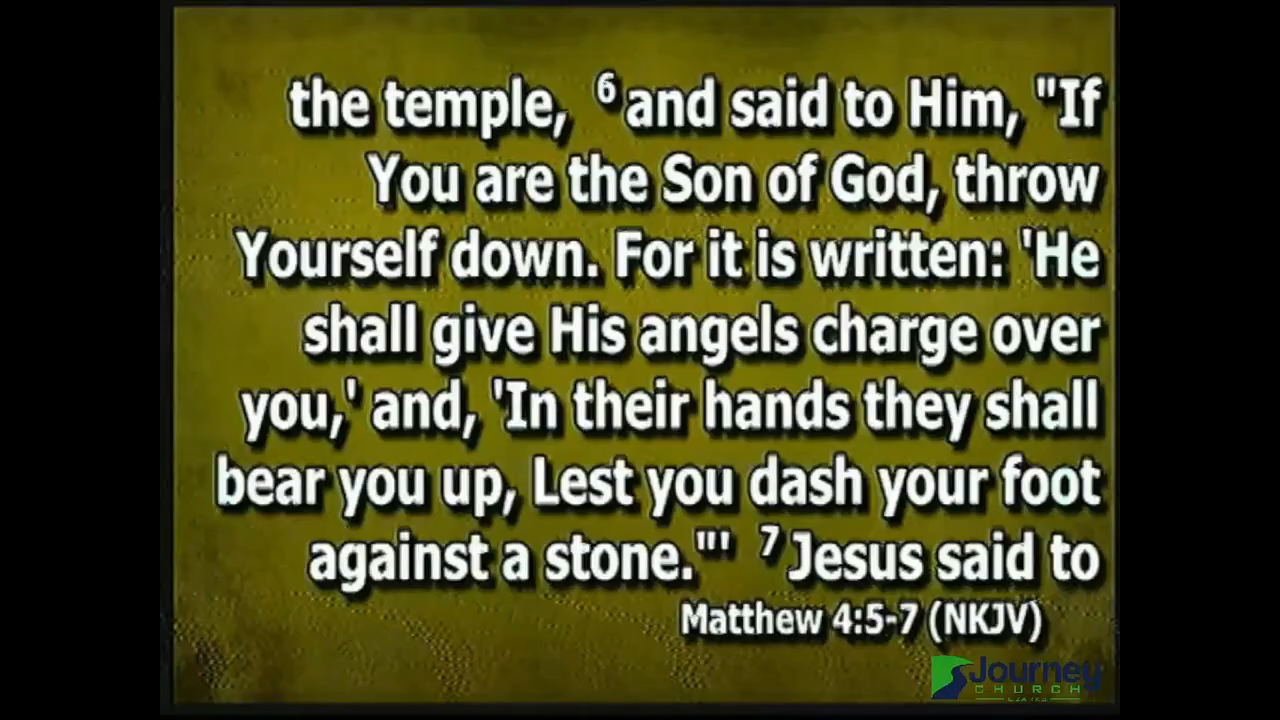 the temple, 6 and said to Him, "If
You are the Son of God, throw
Yourself down. For it is written: 'He
shall give His angels charge over
you,' and, 'In their hands they shall
bear you up, Lest you dash your foot
against a stone."' 7 Jesus said to
Matthew 4:5-7 (NKJV)
Journey
CHURCH